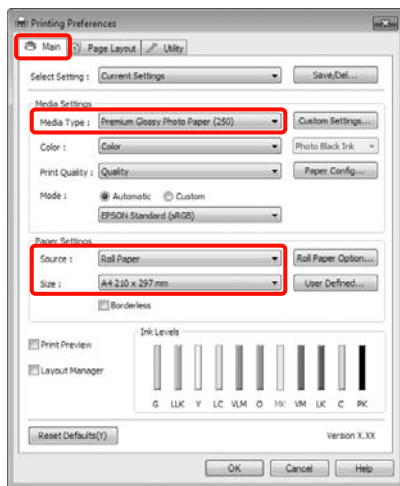 Printing Preferences
Main Page Layout Utility
Select Setting : Current Settings Save/Del...
Media Settings
Media Type : Premium Glossy Photo Paper (250) Custom Settings...
Color : Color Photo Black Ink
Print Quality : Quality Paper Config...
Mode : Automatic Custom
EPSON Standard (sRGB)
Paper Settings
Source : Roll Paper Roll Paper Option...
Size : A4 210 x 297 mm User Defined...
Borderless
Ink Levels
Print Preview
Layout Manager
G LLK Y LC VLM O MK VM LK C PK
Reset Defaults(Y) Version X.XX
OK Cancel Help